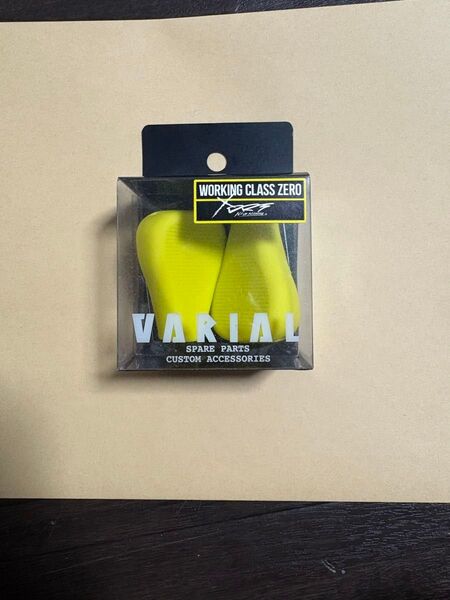 WORKING CLASS ZERO
VARIAL
SPARE PARTS
CUSTOM ACCESSORIES